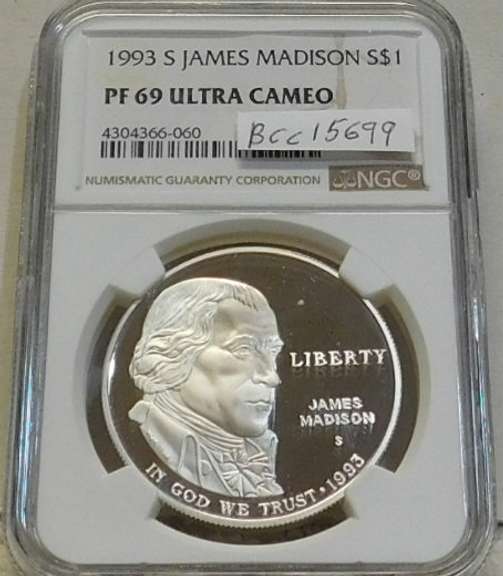 1993 S JAMES MADISON S$1
PF 69 ULTRA CAMEO
4304366-060
BCC15699
NUMISMATIC GUARANTY CORPORATION NGC®
LIBERTY
JAMES
MADISON
S
IN GOD WE TRUST • 1993